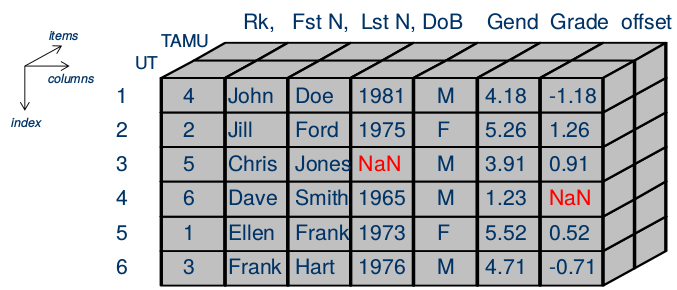 Rk, Fst N, Lst N, DoB Gend Grade offset
items
TAMU
UT
columns
index
1 4 John Doe 1981 M 4.18 -1.18
2 2 Jill Ford 1975 F 5.26 1.26
3 5 Chris Jones NaN M 3.91 0.91
4 6 Dave Smith 1965 M 1.23 NaN
5 1 Ellen Frank 1973 F 5.52 0.52
6 3 Frank Hart 1976 M 4.71 -0.71